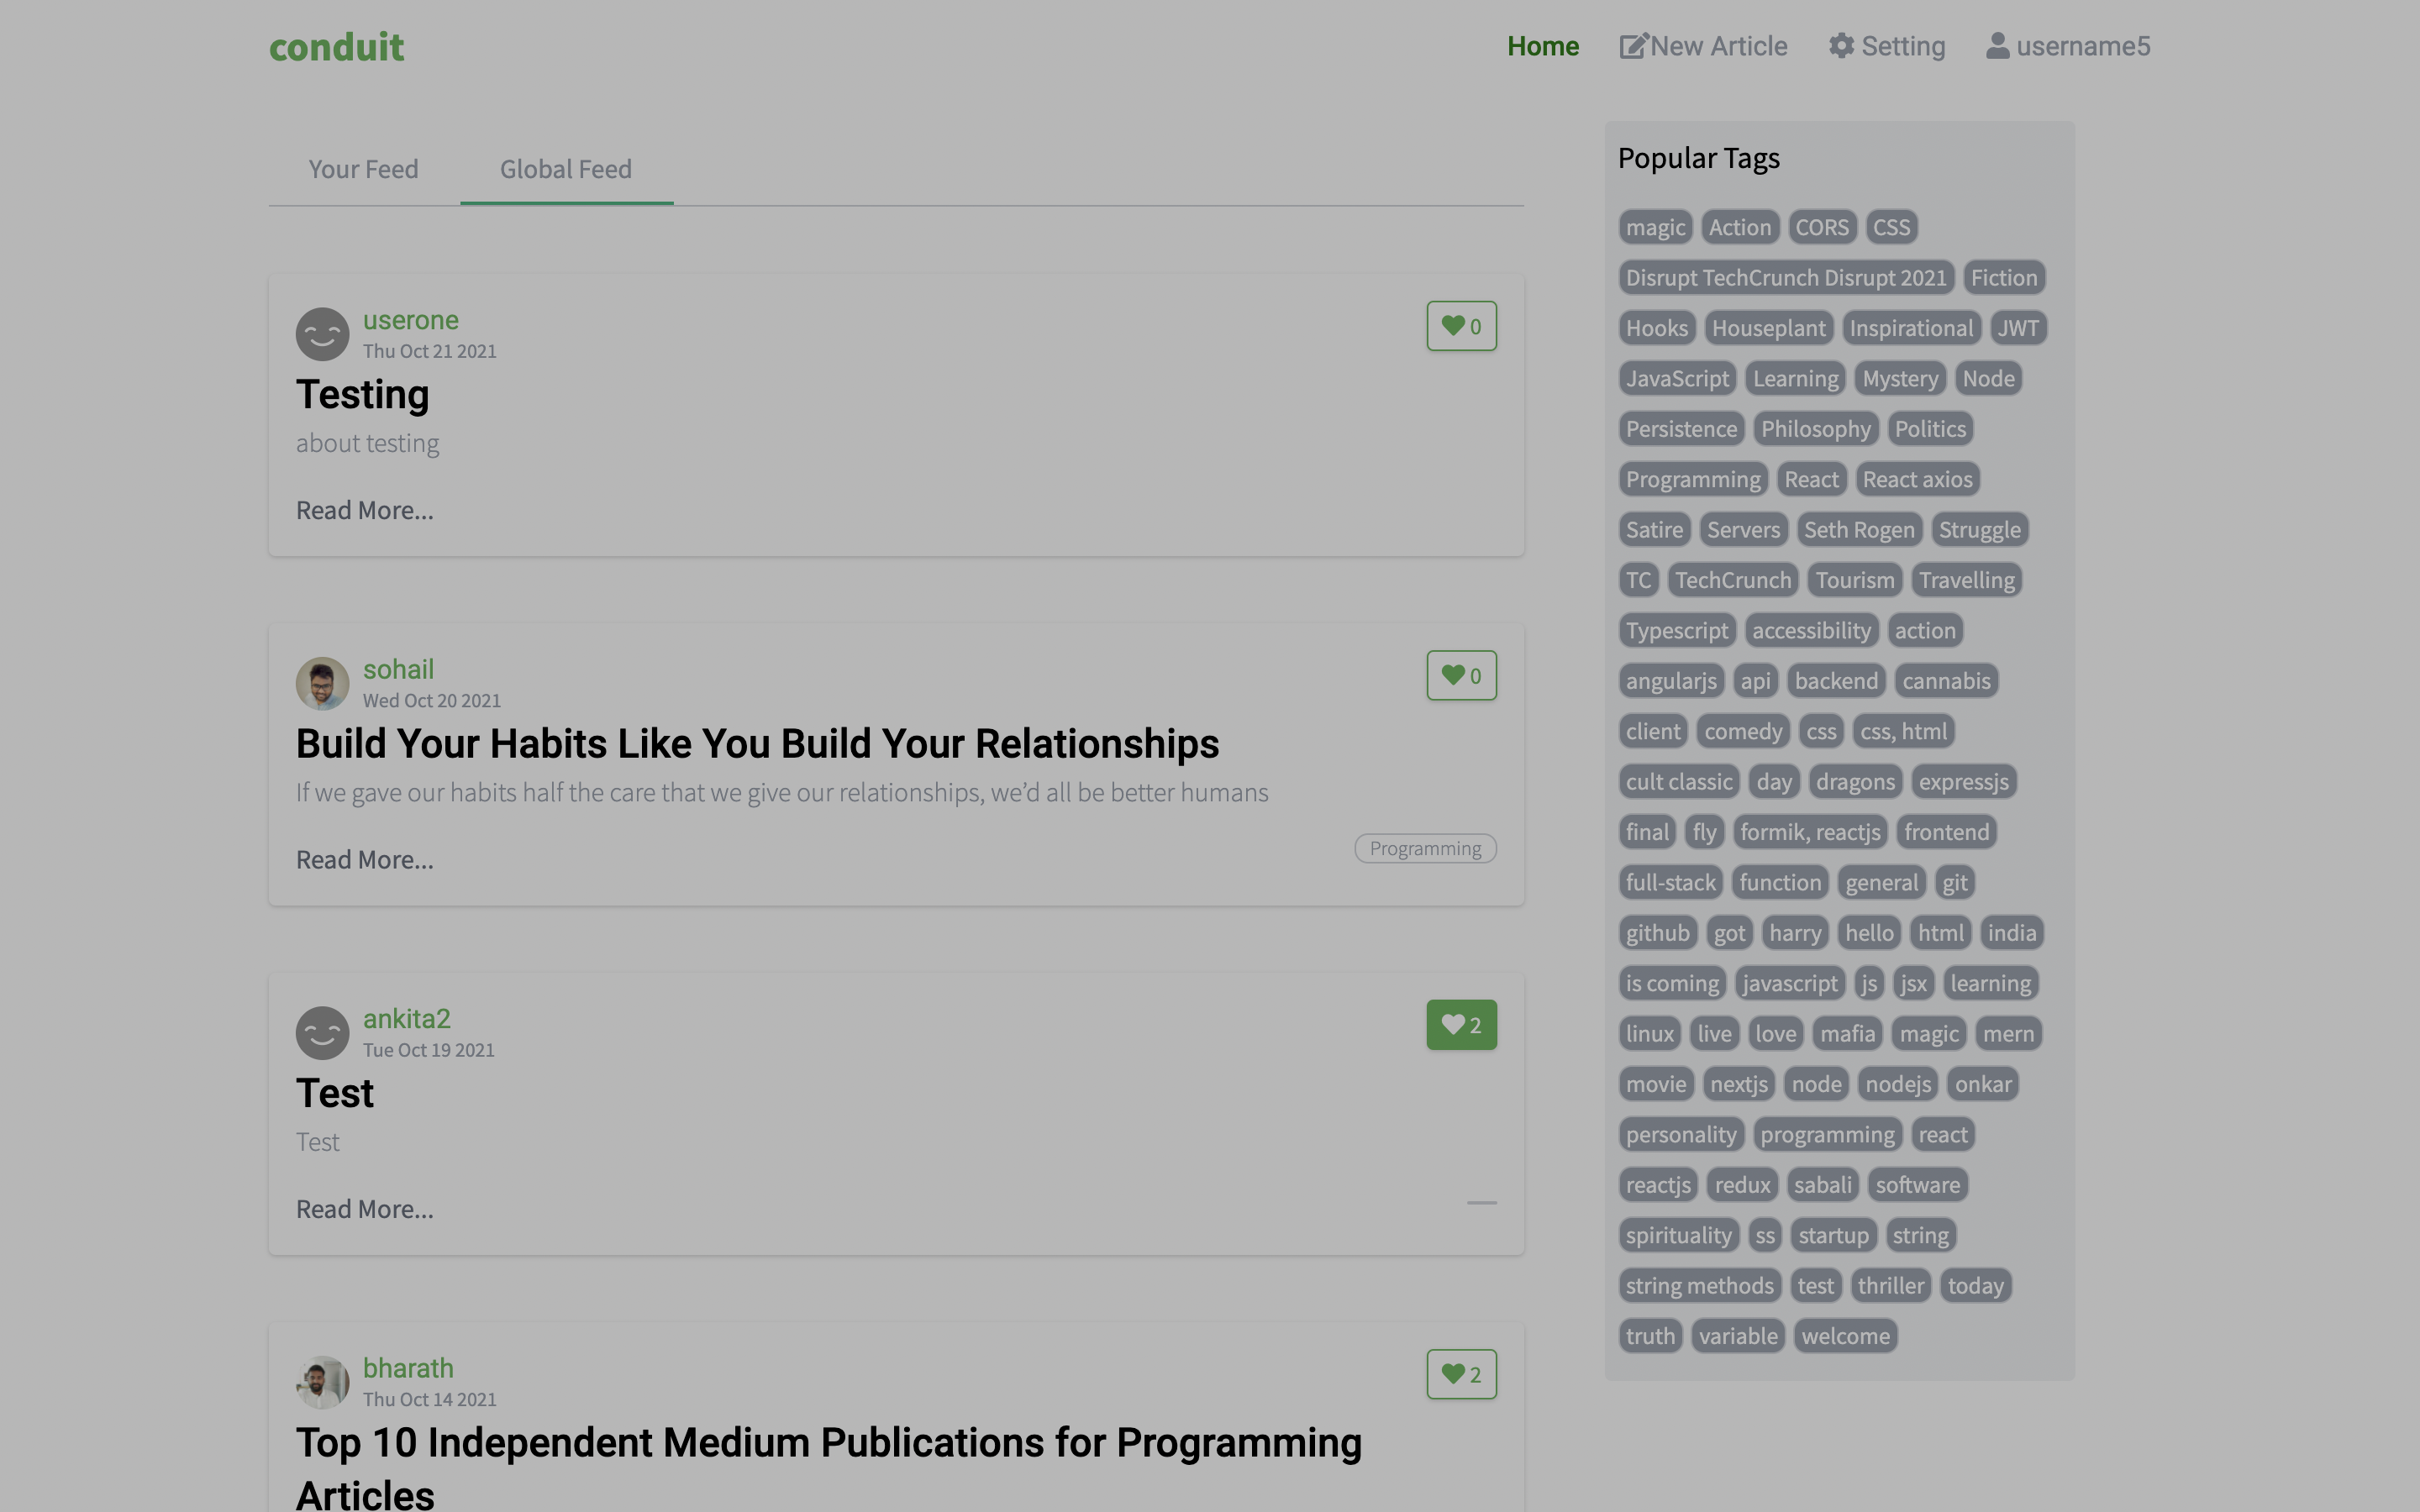 conduit
Home New Article Setting username5
Your Feed Global Feed
userone
Thu Oct 21 2021
0
Testing
about testing
Read More...
sohail
Wed Oct 20 2021
0
Build Your Habits Like You Build Your Relationships
If we gave our habits half the care that we give our relationships, we’d all be better humans
Read More...
Programming
ankita2
Tue Oct 19 2021
2
Test
Test
Read More...
bharath
Thu Oct 14 2021
2
Top 10 Independent Medium Publications for Programming
Articles
Popular Tags
magic Action CORS CSS
Disrupt TechCrunch Disrupt 2021 Fiction
Hooks Houseplant Inspirational JWT
JavaScript Learning Mystery Node
Persistence Philosophy Politics
Programming React React axios
Satire Servers Seth Rogen Struggle
TC TechCrunch Tourism Travelling
Typescript accessibility action
angularjs api backend cannabis
client comedy css css, html
cult classic day dragons expressjs
final fly formik, reactjs frontend
full-stack function general git
github got harry hello html india
is coming javascript js jsx learning
linux live love mafia magic mern
movie nextjs node nodejs onkar
personality programming react
reactjs redux sabali software
spirituality ss startup string
string methods test thriller today
truth variable welcome